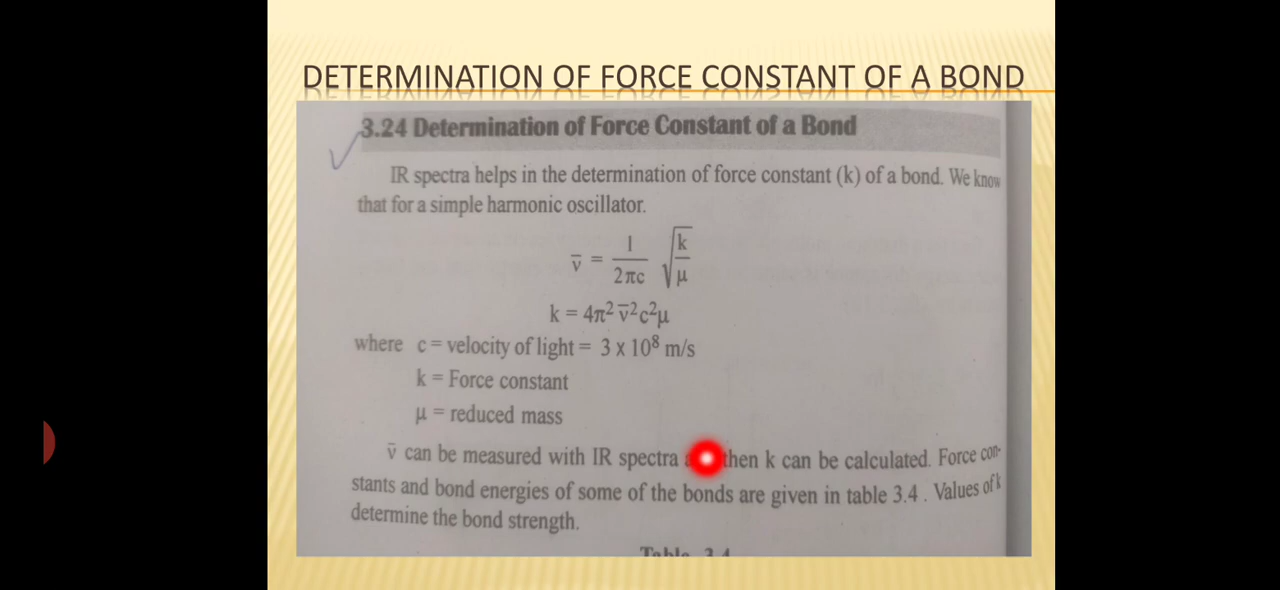 DETERMINATION OF FORCE CONSTANT OF A BOND
3.24 Determination of Force Constant of a Bond
IR spectra helps in the determination of force constant (k) of a bond. We know
that for a simple harmonic oscillator.
ν̅ = 1/2πc √k/μ
k = 4π² ν̅²c²μ
where c = velocity of light = 3 x 10⁸ m/s
k = Force constant
μ = reduced mass
ν̅ can be measured with IR spectra then k can be calculated. Force con-
stants and bond energies of some of the bonds are given in table 3.4 . Values of k
determine the bond strength.
Table 3.4